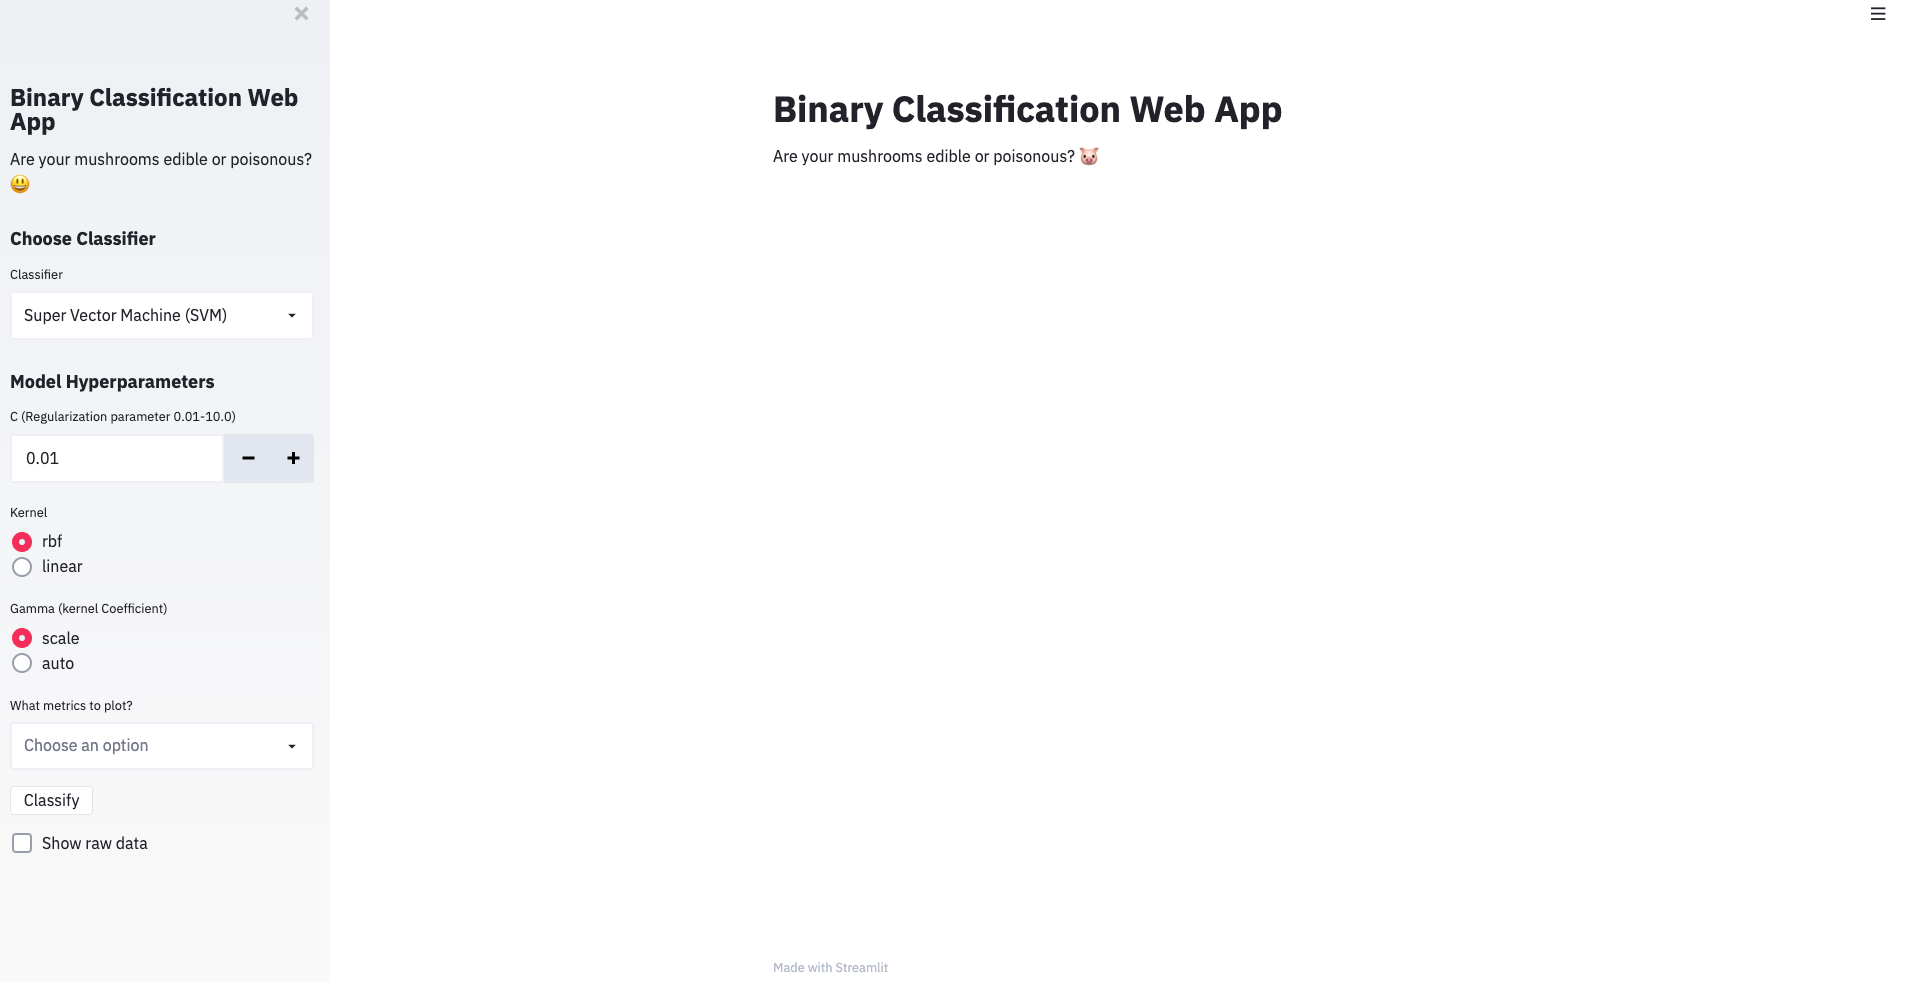 Binary Classification Web
App
Are your mushrooms edible or poisonous?
😃
Choose Classifier
Classifier
Super Vector Machine (SVM)
Model Hyperparameters
C (Regularization parameter 0.01-10.0)
0.01
Kernel
rbf
linear
Gamma (kernel Coefficient)
scale
auto
What metrics to plot?
Choose an option
Classify
Show raw data
Binary Classification Web App
Are your mushrooms edible or poisonous? 🐷
Made with Streamlit